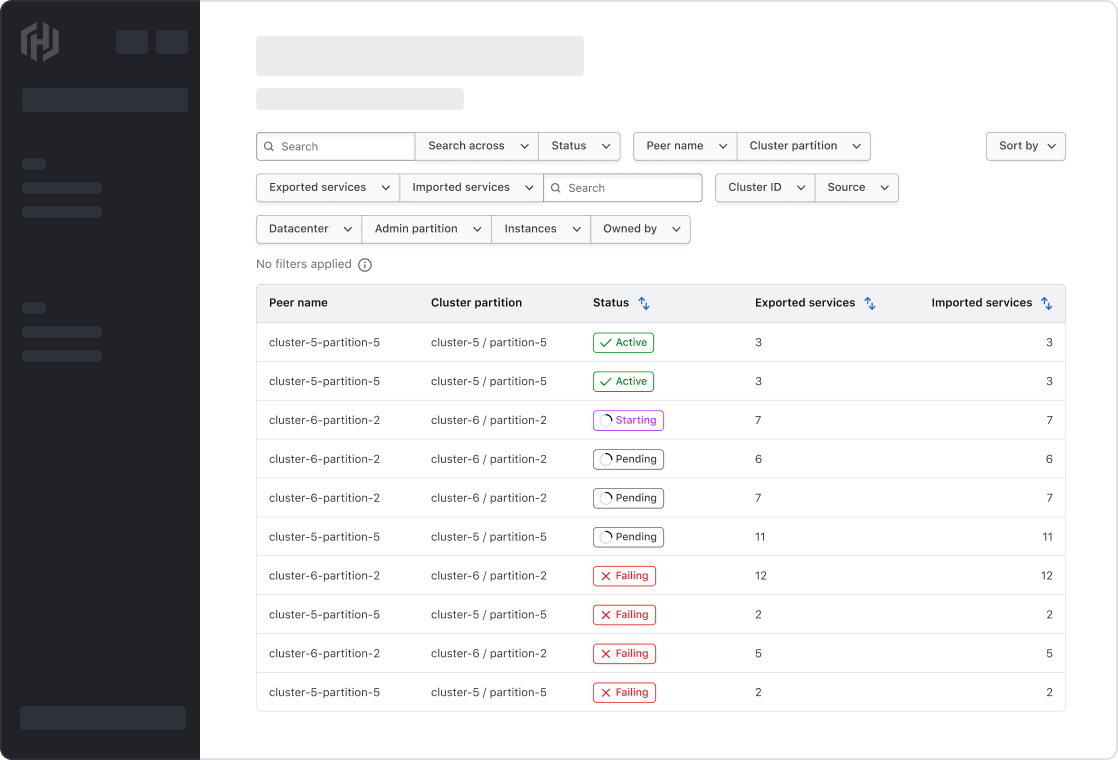 Search Search across Status Peer name Cluster partition Sort by
Exported services Imported services Search Cluster ID Source
Datacenter Admin partition Instances Owned by
No filters applied
Peer name Cluster partition Status Exported services Imported services
cluster-5-partition-5 cluster-5 / partition-5 Active 3 3
cluster-5-partition-5 cluster-5 / partition-5 Active 3 3
cluster-6-partition-2 cluster-6 / partition-2 Starting 7 7
cluster-6-partition-2 cluster-6 / partition-2 Pending 6 6
cluster-6-partition-2 cluster-6 / partition-2 Pending 7 7
cluster-5-partition-5 cluster-5 / partition-5 Pending 11 11
cluster-6-partition-2 cluster-6 / partition-2 Failing 12 12
cluster-5-partition-5 cluster-5 / partition-5 Failing 2 2
cluster-6-partition-2 cluster-6 / partition-2 Failing 5 5
cluster-5-partition-5 cluster-5 / partition-5 Failing 2 2